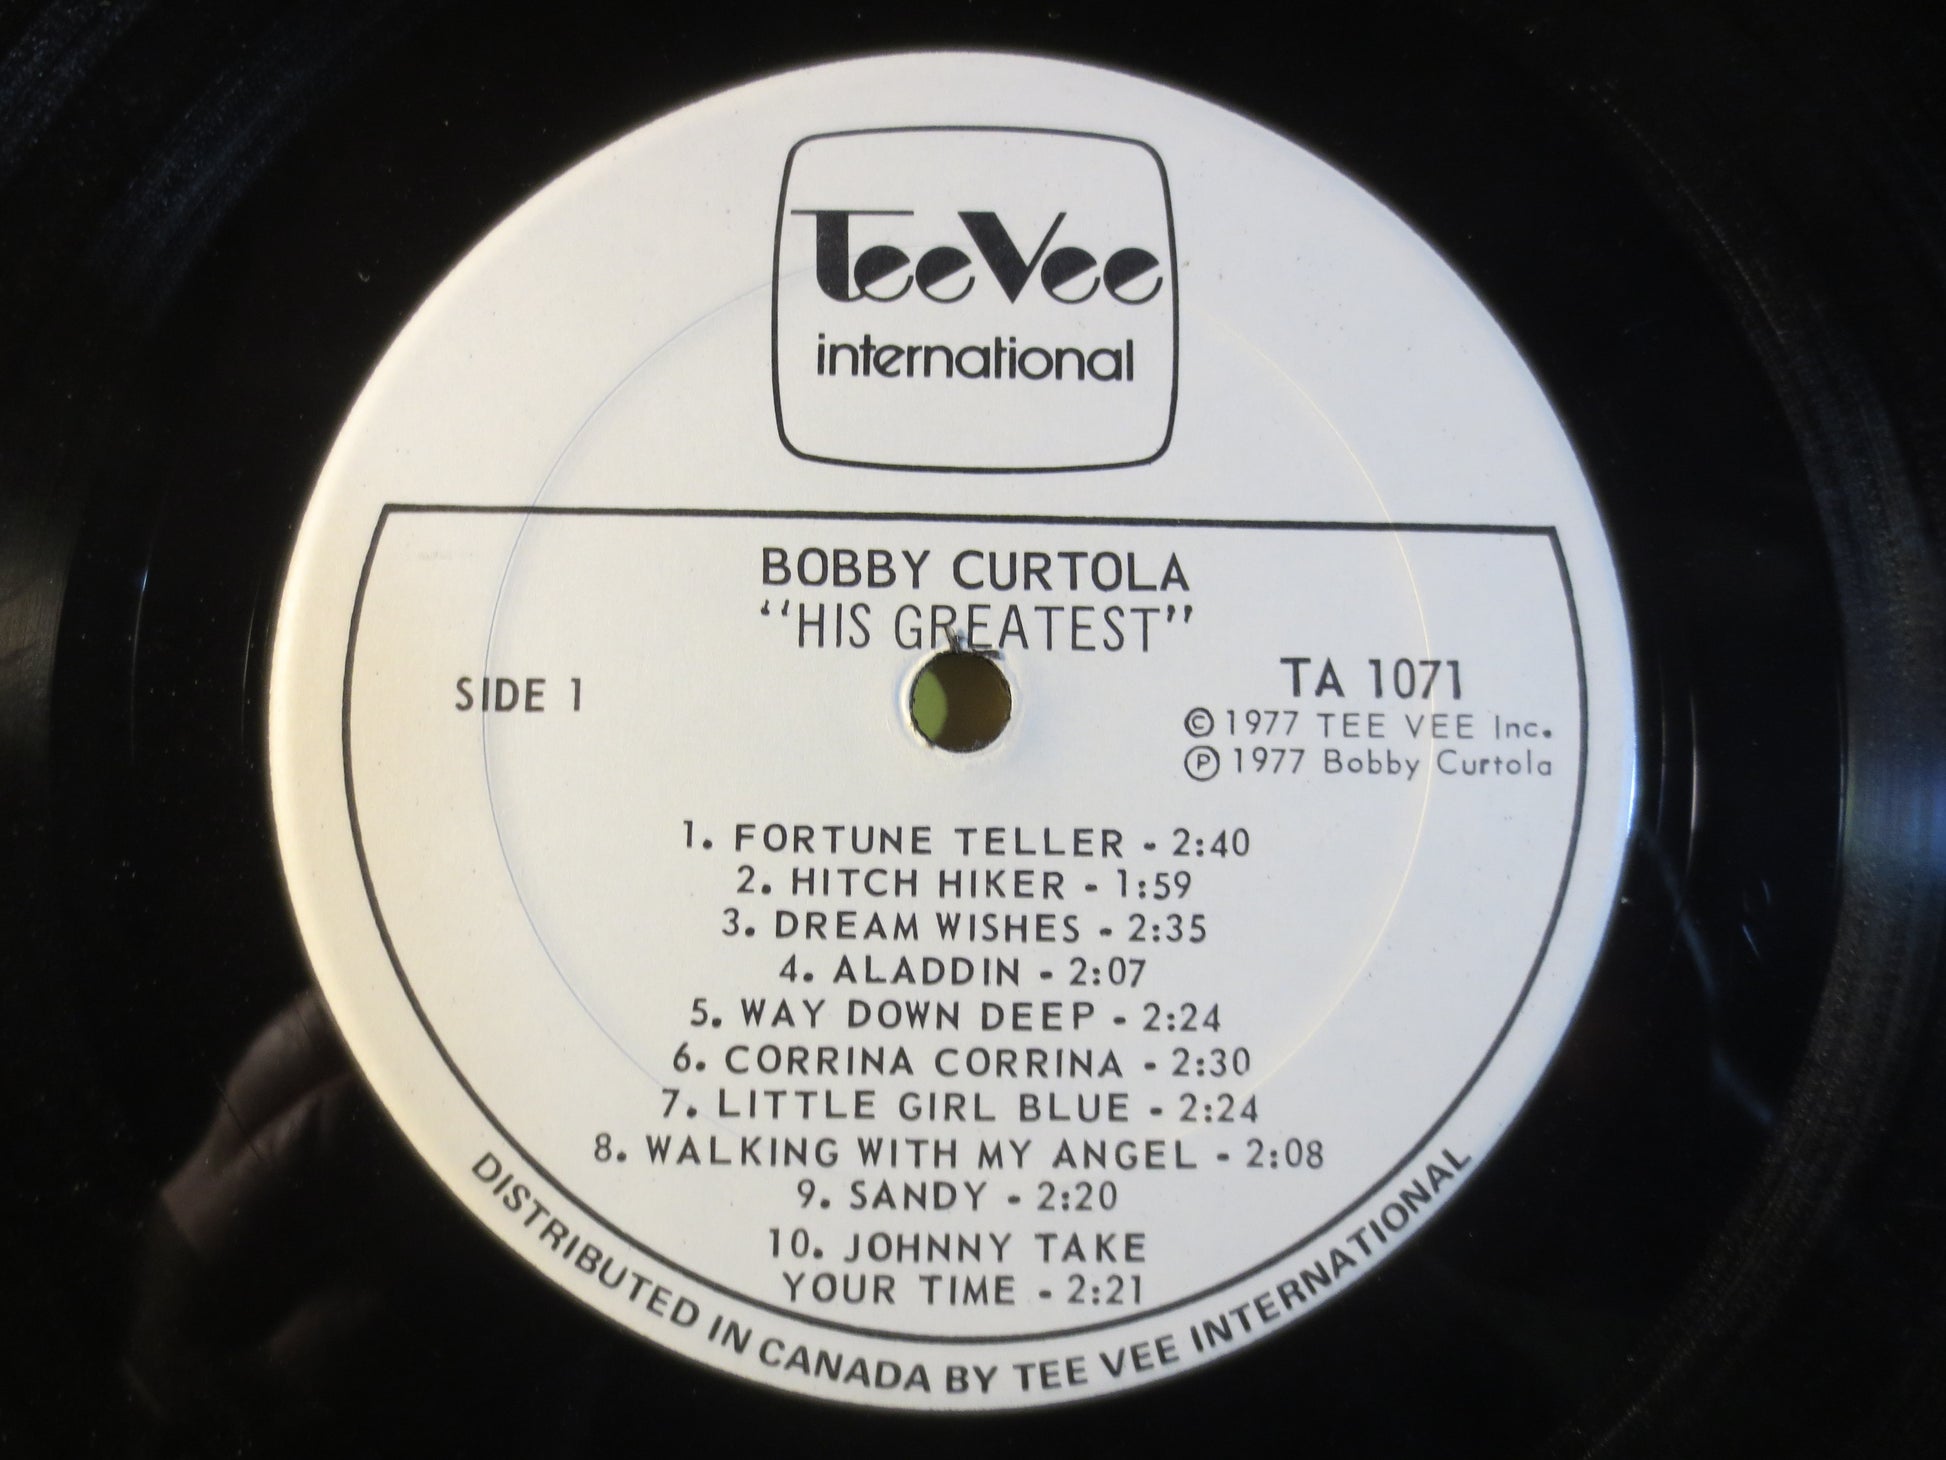 TeeVee
international
BOBBY CURTOLA
"HIS GREATEST"
SIDE 1
TA 1071
© 1977 TEE VEE Inc.
℗ 1977 Bobby Curtola
1. FORTUNE TELLER - 2:40
2. HITCH HIKER - 1:59
3. DREAM WISHES - 2:35
4. ALADDIN - 2:07
5. WAY DOWN DEEP - 2:24
6. CORRINA CORRINA - 2:30
7. LITTLE GIRL BLUE - 2:24
8. WALKING WITH MY ANGEL - 2:08
9. SANDY - 2:20
10. JOHNNY TAKE
YOUR TIME - 2:21
DISTRIBUTED IN CANADA BY TEE VEE INTERNATIONAL